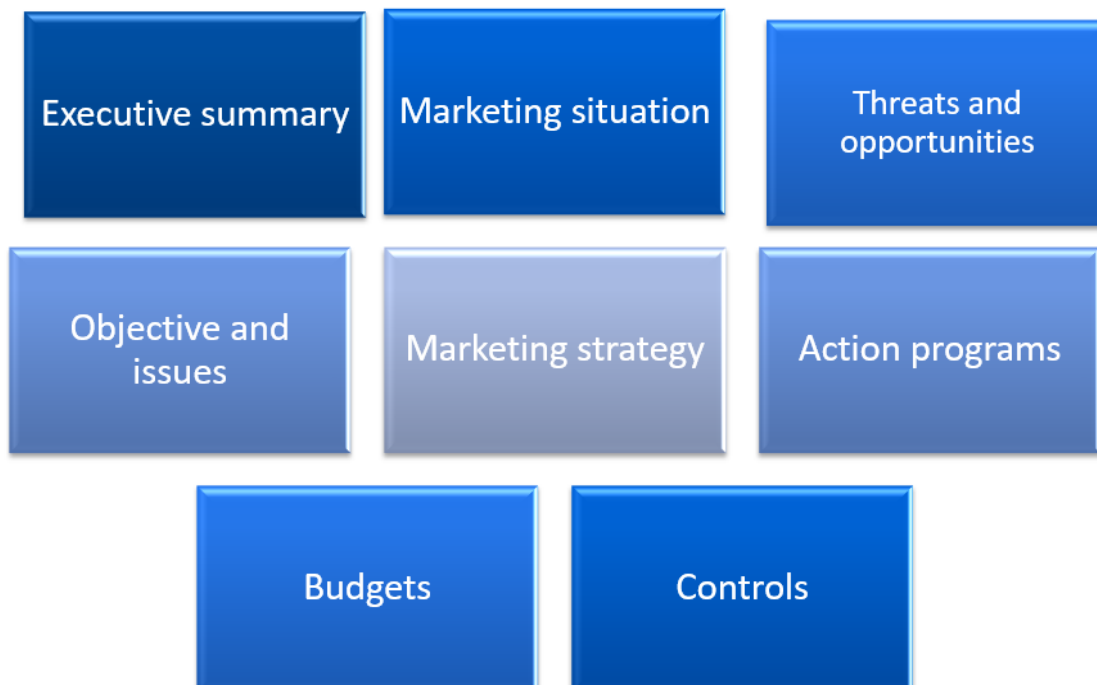 Executive summary
Marketing situation
Threats and
opportunities
Objective and
issues
Marketing strategy
Action programs
Budgets
Controls